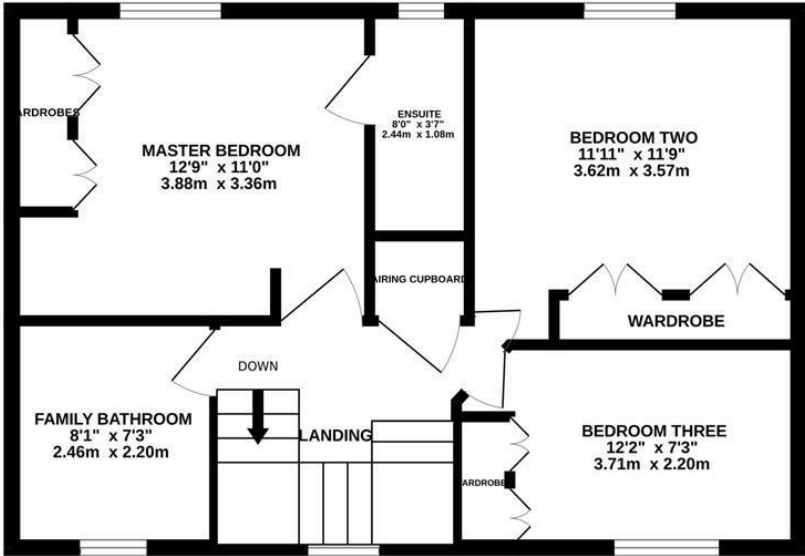 ARDROBES
MASTER BEDROOM
12'9" x 11'0"
3.88m x 3.36m
ENSUITE
8'0" x 3'7"
2.44m x 1.08m
BEDROOM TWO
11'11" x 11'9"
3.62m x 3.57m
AIRING CUPBOARD
WARDROBE
DOWN
FAMILY BATHROOM
8'1" x 7'3"
2.46m x 2.20m
LANDING
BEDROOM THREE
12'2" x 7'3"
3.71m x 2.20m
ARDROBE